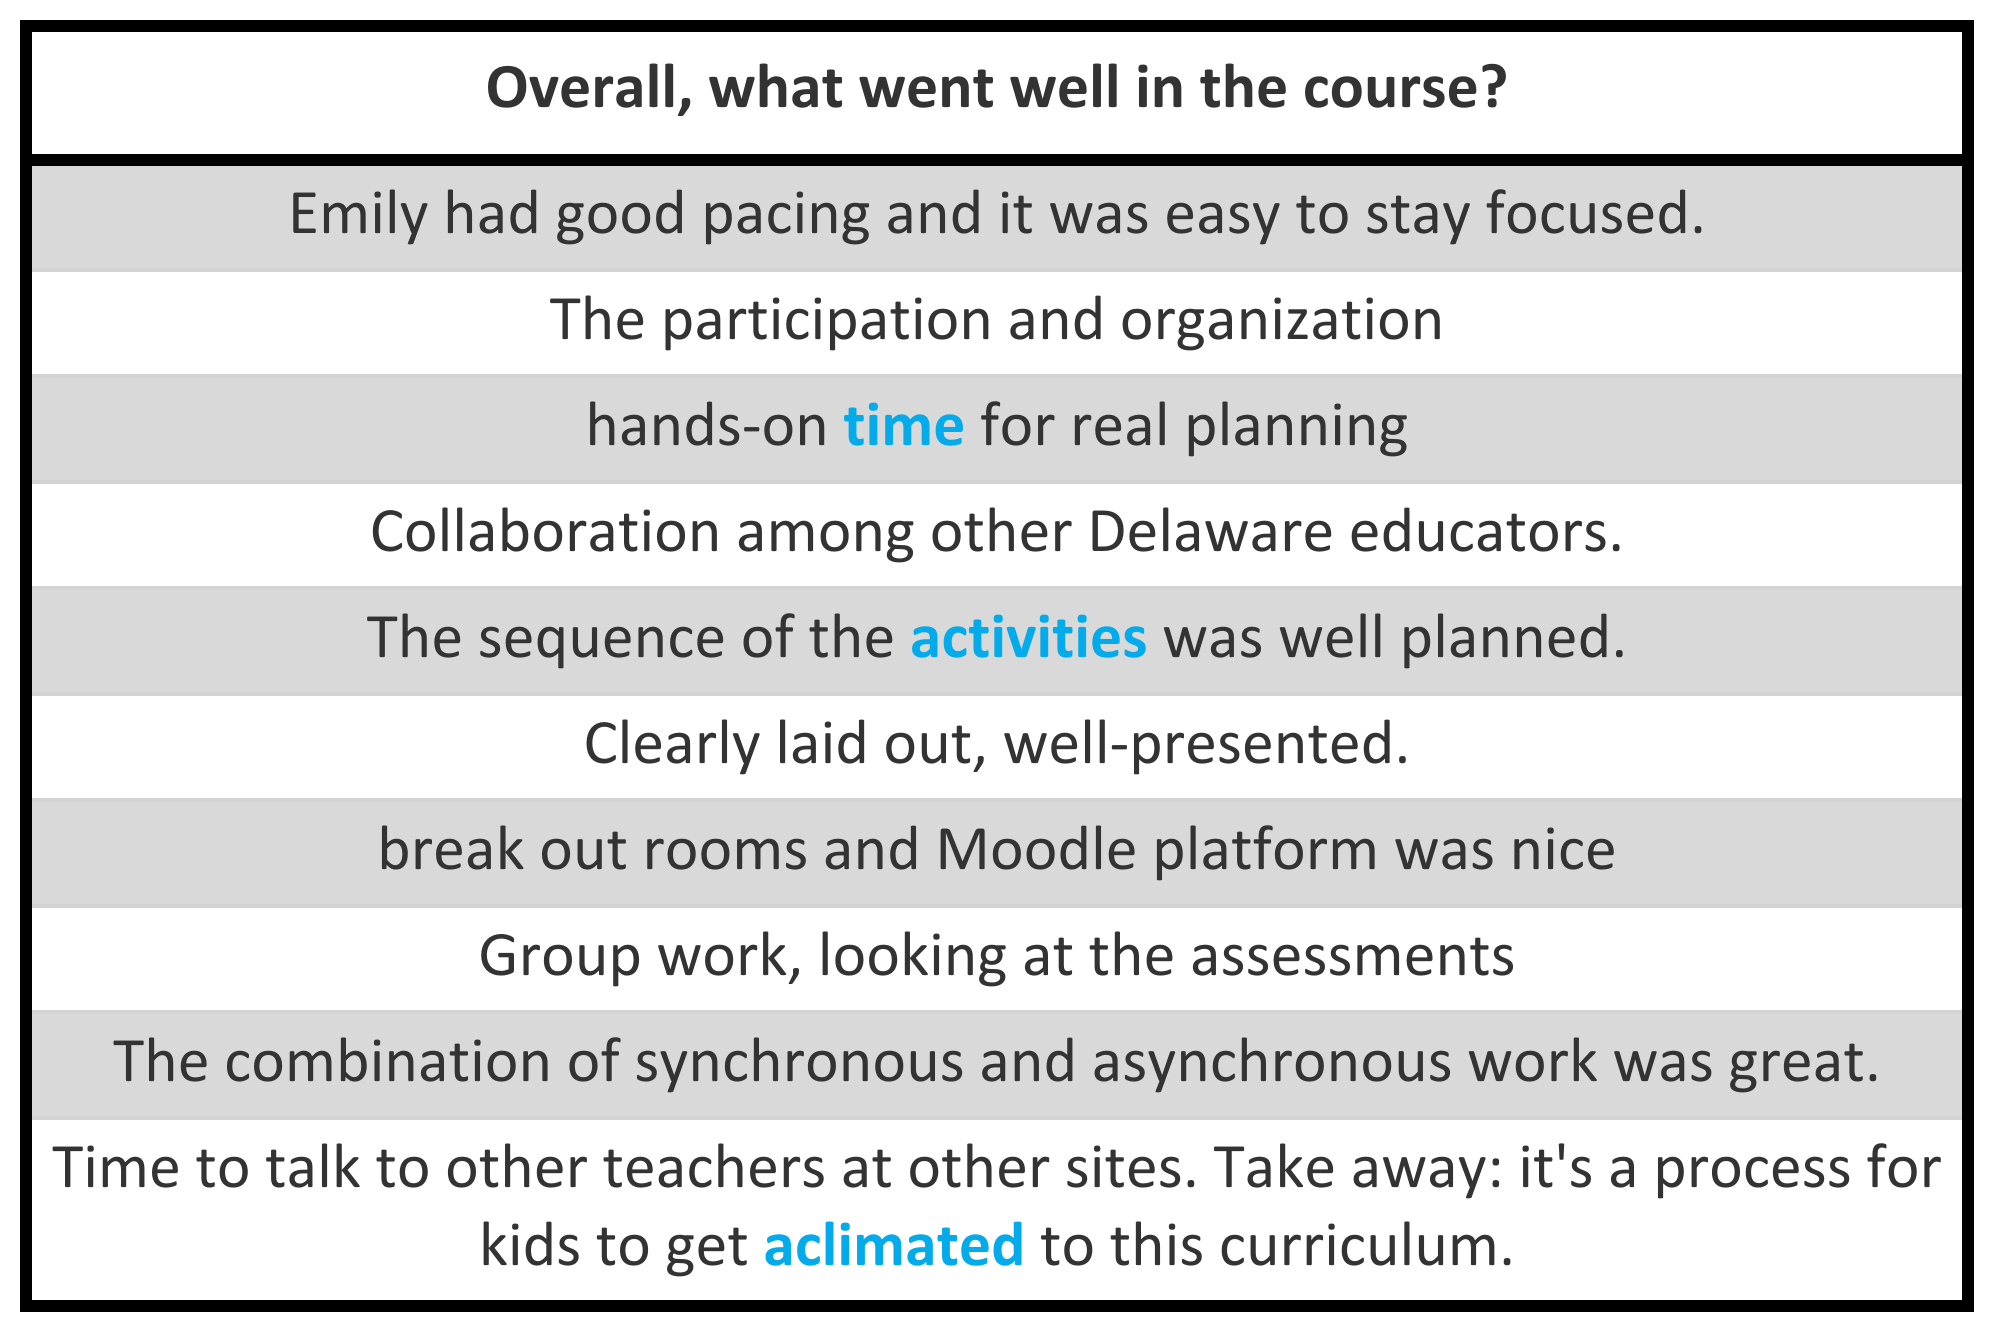 Overall, what went well in the course?
Emily had good pacing and it was easy to stay focused.
The participation and organization
hands-on time for real planning
Collaboration among other Delaware educators.
The sequence of the activities was well planned.
Clearly laid out, well-presented.
break out rooms and Moodle platform was nice
Group work, looking at the assessments
The combination of synchronous and asynchronous work was great.
Time to talk to other teachers at other sites. Take away: it's a process for
kids to get aclimated to this curriculum.